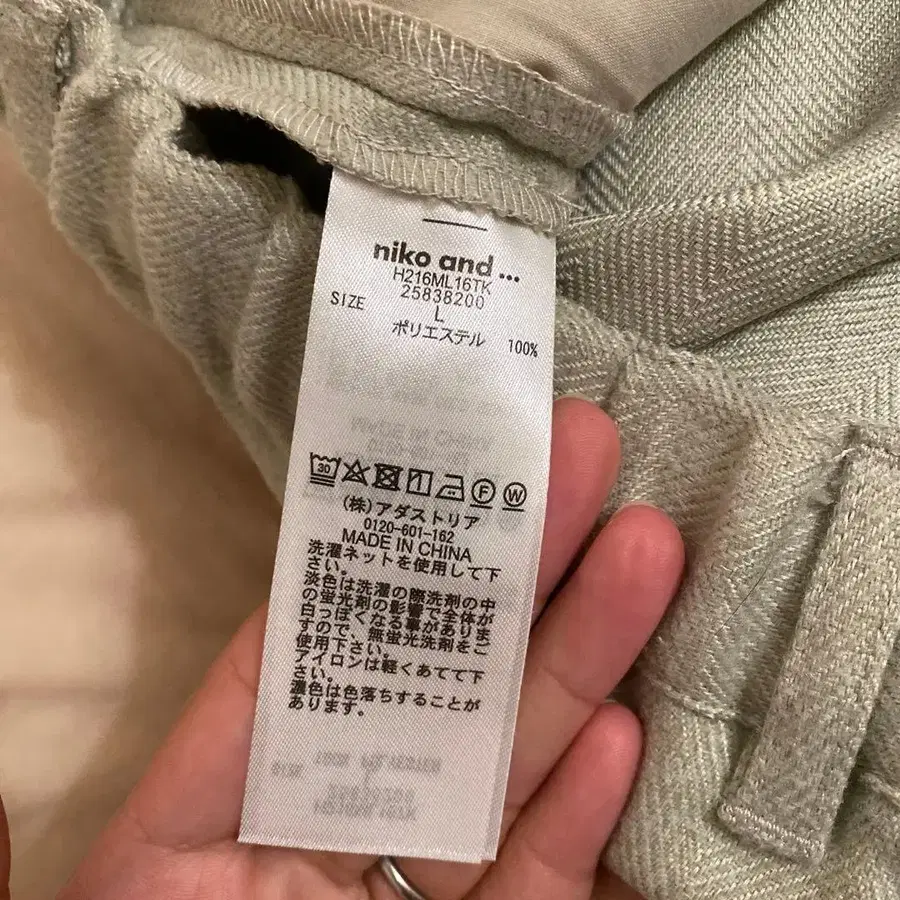 niko and ...
H216ML16TK
25838200
SIZE L
ポリエステル 100%
30
(株)アダストリア
0120-601-162
MADE IN CHINA
洗濯ネットを使用して下
さい。
淡色は洗濯の際洗剤の中
の蛍光剤の影響で全体が
白っぽくなる事がありま
すので、無蛍光洗剤をご
使用下さい。
アイロンは軽くあてて下
さい。
濃色は色落ちすることが
あります。